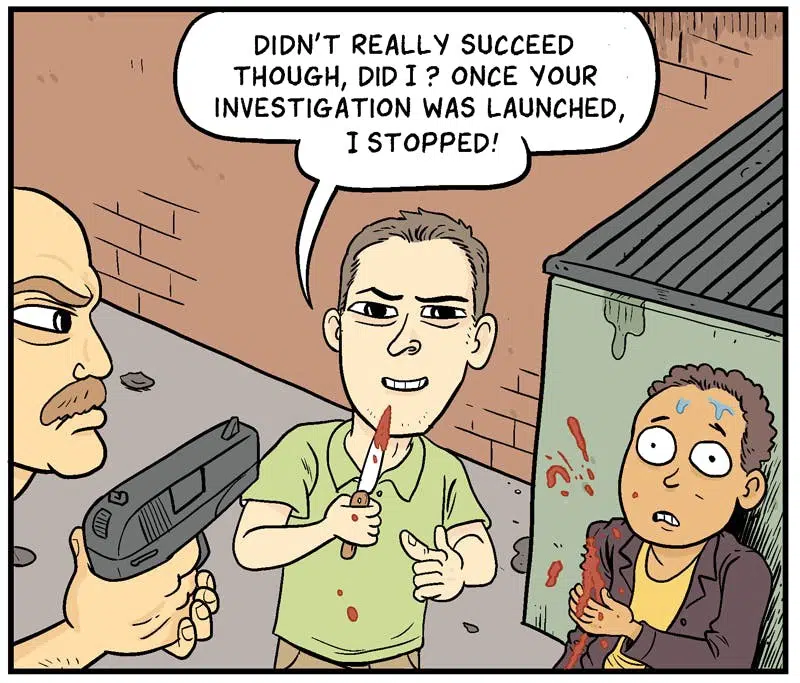 DIDN'T REALLY SUCCEED
THOUGH, DID I? ONCE YOUR
INVESTIGATION WAS LAUNCHED,
I STOPPED!